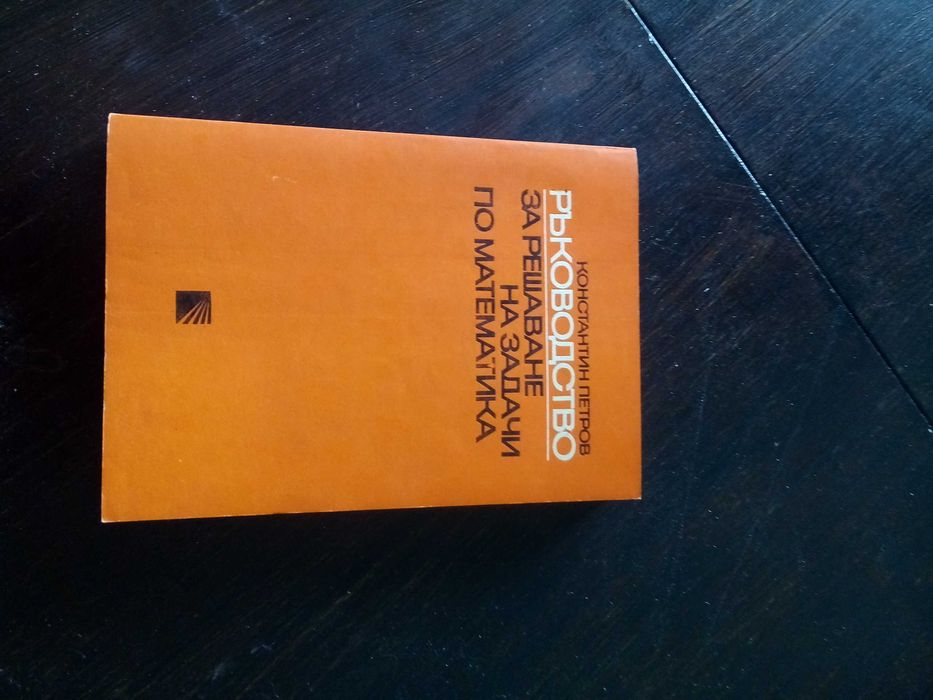 КОНСТАНТИН ПЕТРОВ
РЪКОВОДСТВО
ЗА РЕШАВАНЕ
НА ЗАДАЧИ
ПО МАТЕМАТИКА